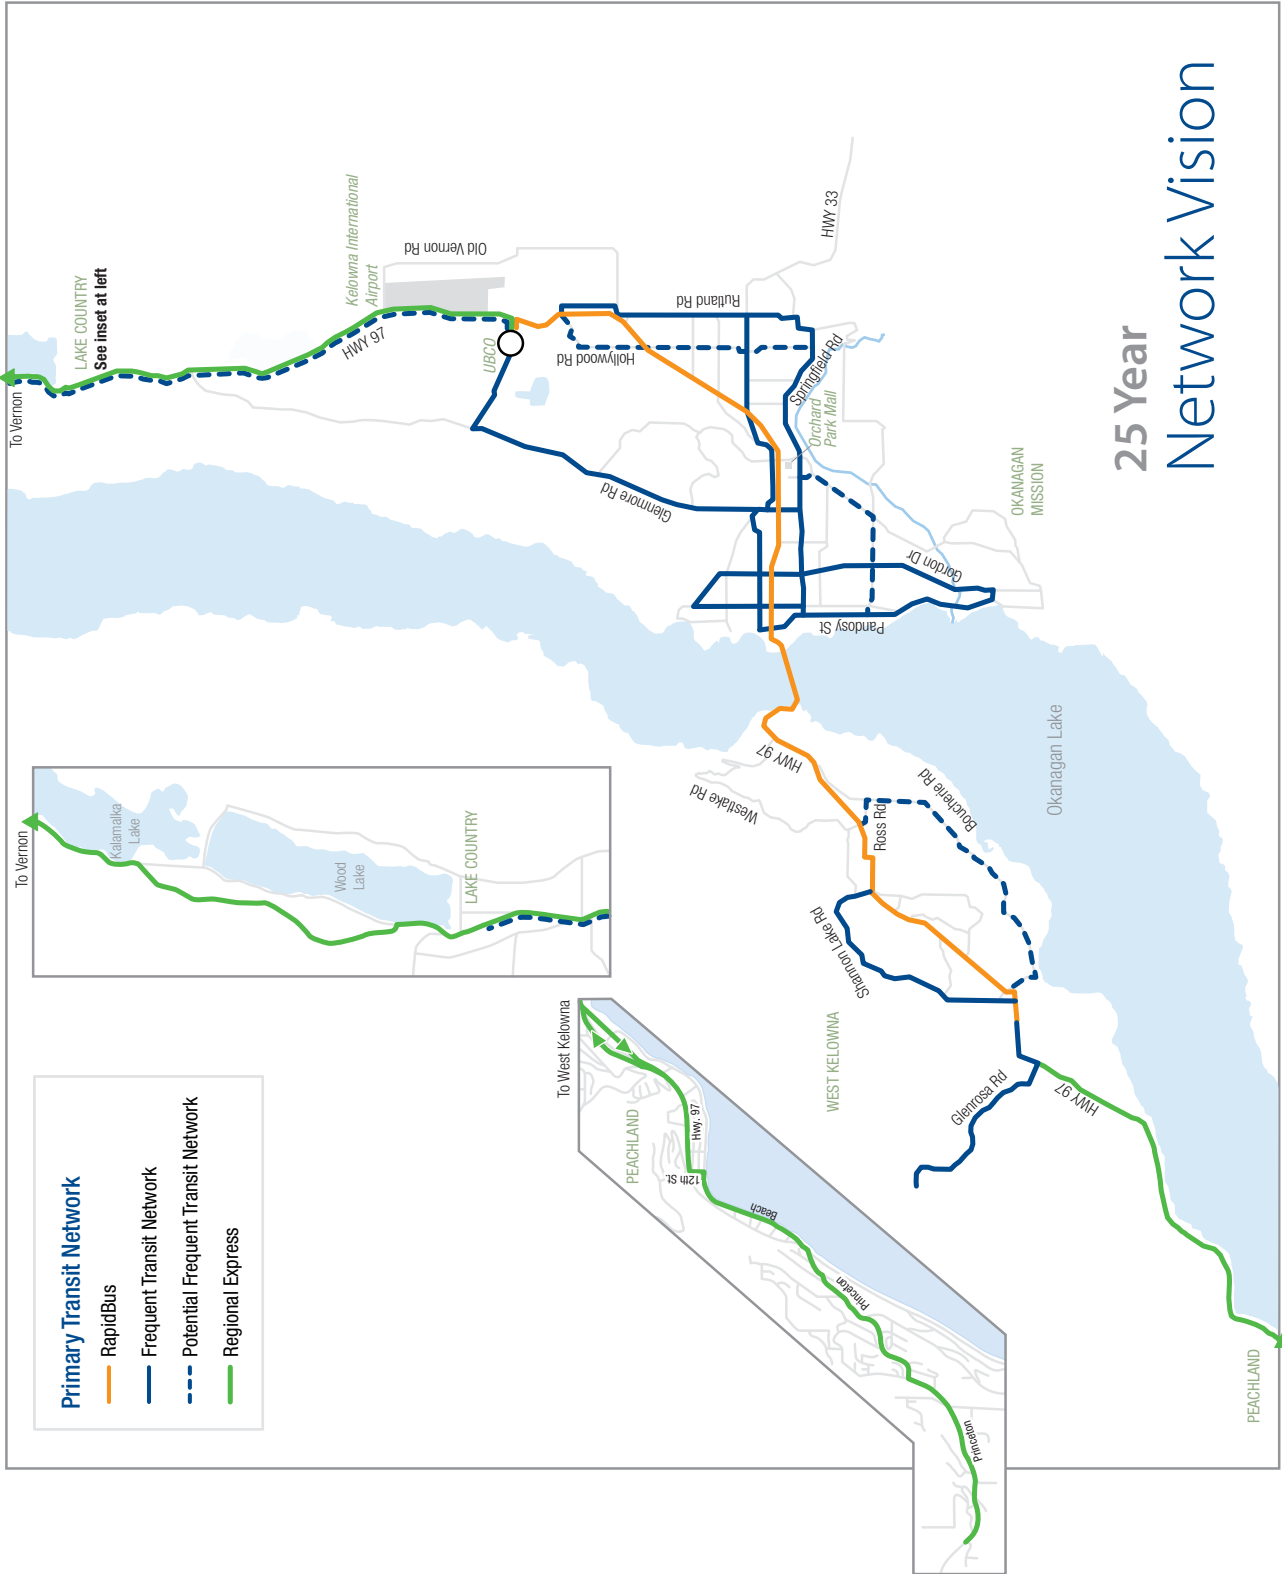 25 Year
Network Vision
Primary Transit Network
RapidBus
Frequent Transit Network
Potential Frequent Transit Network
Regional Express
To Vernon
Kalamalka
Lake
Wood
Lake
LAKE COUNTRY
To Vernon
LAKE COUNTRY
See inset at left
Kelowna International
Airport
HWY 97
Old Vernon Rd
UBCO
Hollywood Rd
Rutland Rd
HWY 33
Springfield Rd
Orchard
Park Mall
Glenmore Rd
OKANAGAN
MISSION
Gordon Dr
Pandosy St
Okanagan Lake
HWY 97
Westlake Rd
Ross Rd
Boucherie Rd
Shannon Lake Rd
WEST KELOWNA
Glenrosa Rd
HWY 97
PEACHLAND
To West Kelowna
PEACHLAND
Hwy. 97
12th St.
Beach
Princeton
Princeton